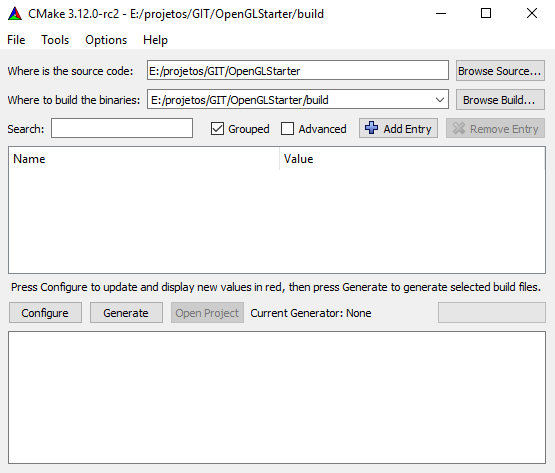 CMake 3.12.0-rc2 - E:/projetos/GIT/OpenGLStarter/build
File Tools Options Help
Where is the source code: E:/projetos/GIT/OpenGLStarter Browse Source...
Where to build the binaries: E:/projetos/GIT/OpenGLStarter/build Browse Build...
Search: Grouped Advanced Add Entry Remove Entry
Name Value
Press Configure to update and display new values in red, then press Generate to generate selected build files.
Configure Generate Open Project Current Generator: None